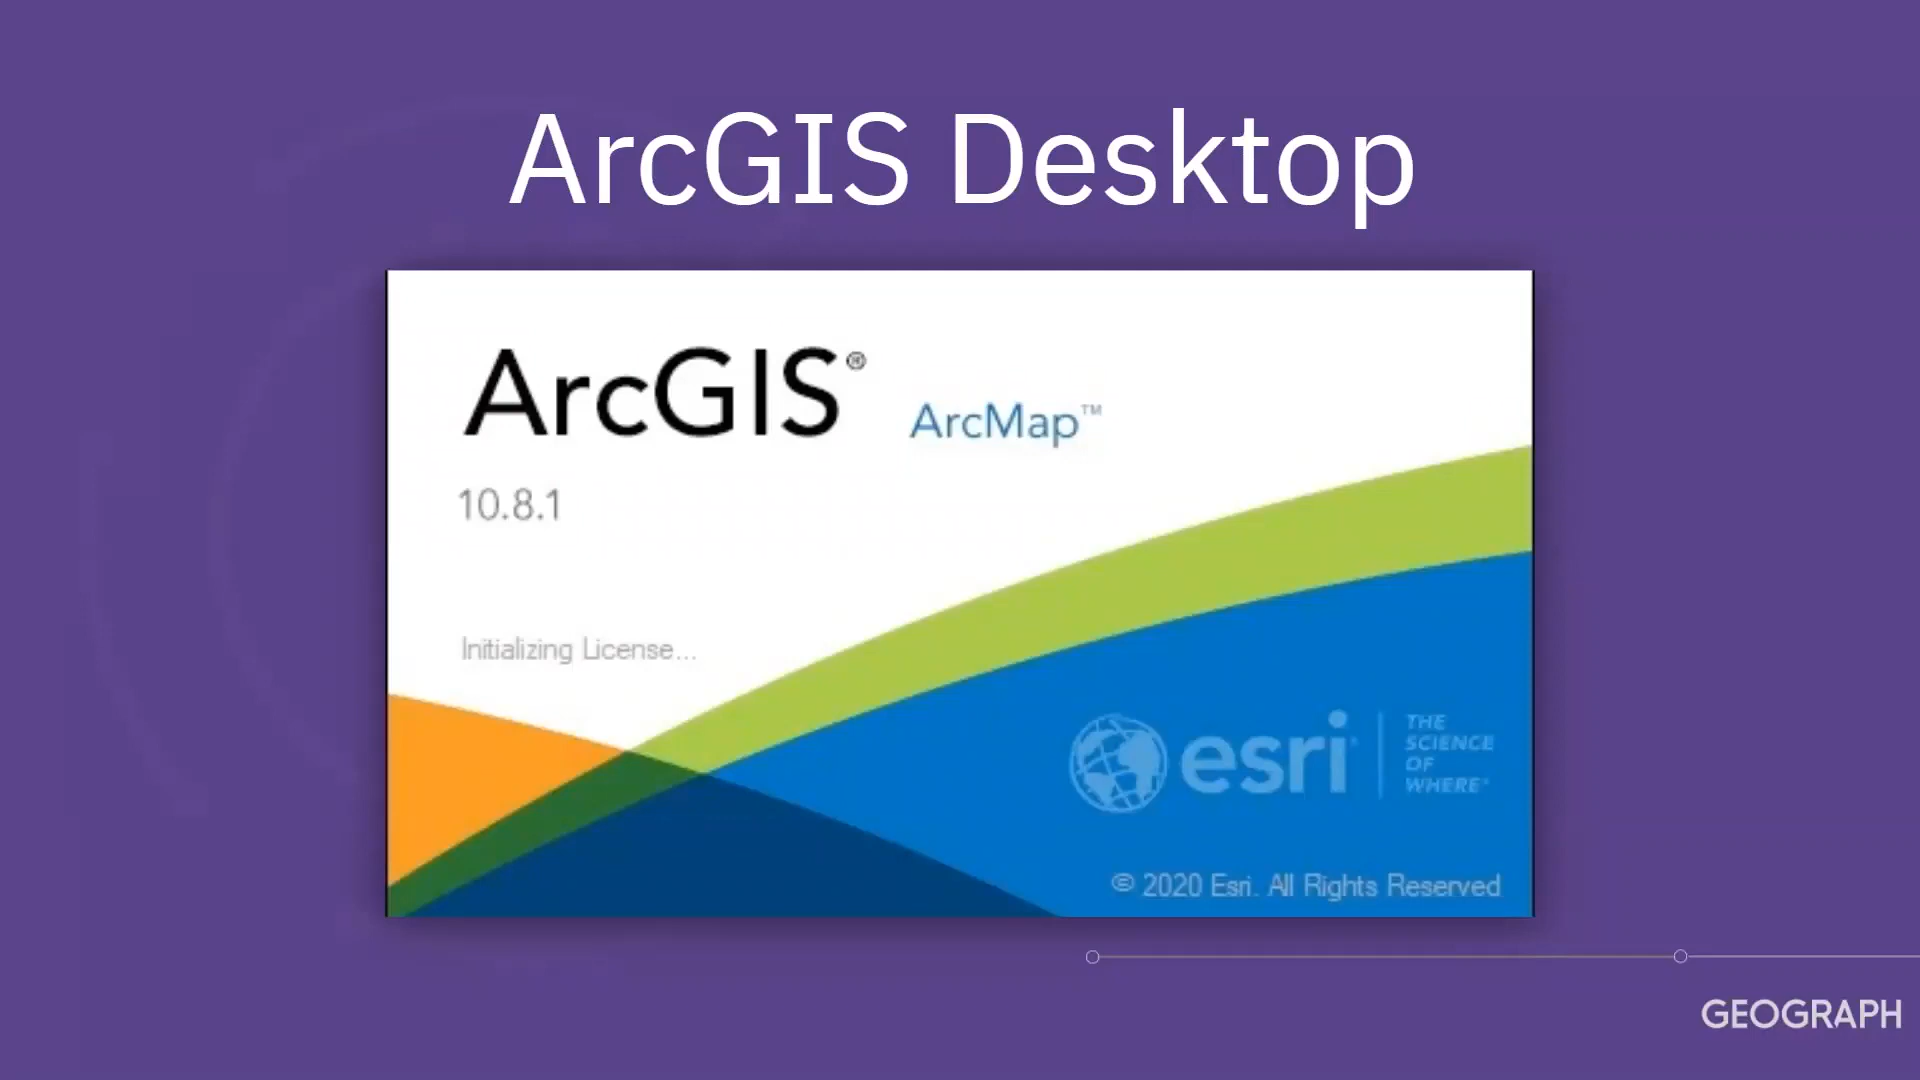 ArcGIS Desktop
ArcGIS® ArcMap™
10.8.1
Initializing License...
esri
THE
SCIENCE
OF
WHERE®
© 2020 Esri. All Rights Reserved
GEOGRAPH